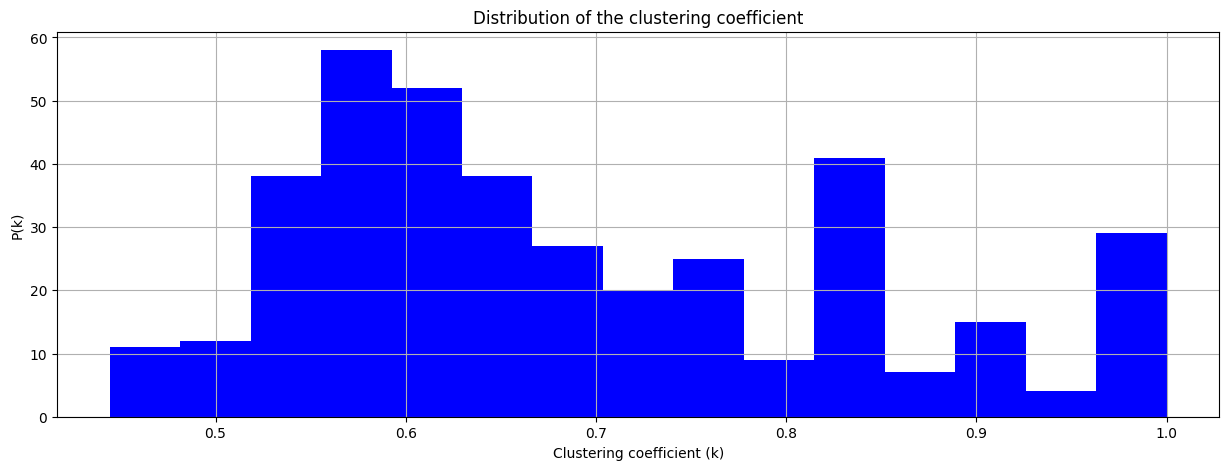 Distribution of the clustering coefficient
60
50
40
30
20
10
0
P(k)
0.5 0.6 0.7 0.8 0.9 1.0
Clustering coefficient (k)